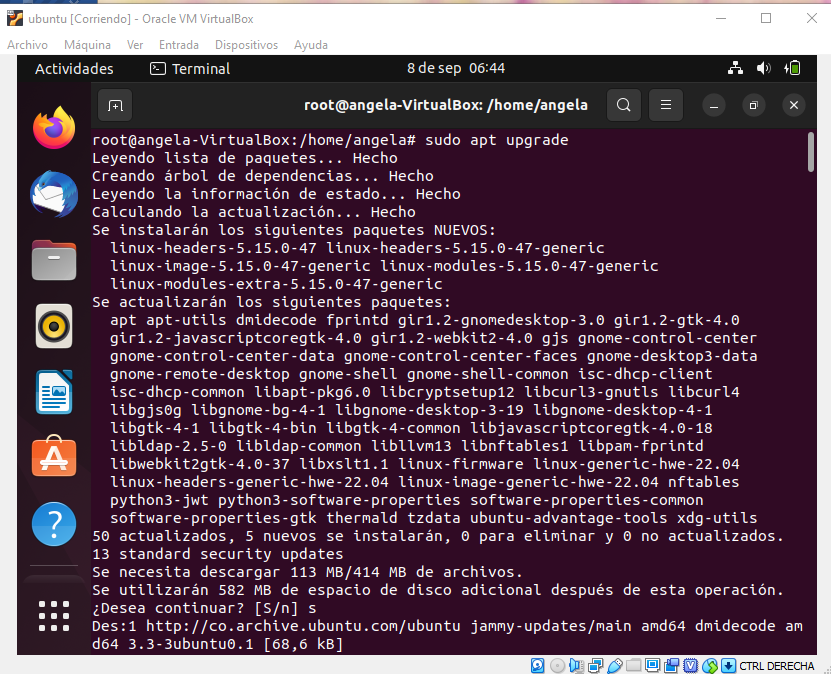 ubuntu [Corriendo] - Oracle VM VirtualBox
Archivo Máquina Ver Entrada Dispositivos Ayuda
Actividades Terminal 8 de sep 06:44
root@angela-VirtualBox: /home/angela
root@angela-VirtualBox:/home/angela# sudo apt upgrade
Leyendo lista de paquetes... Hecho
Creando árbol de dependencias... Hecho
Leyendo la información de estado... Hecho
Calculando la actualización... Hecho
Se instalarán los siguientes paquetes NUEVOS:
linux-headers-5.15.0-47 linux-headers-5.15.0-47-generic
linux-image-5.15.0-47-generic linux-modules-5.15.0-47-generic
linux-modules-extra-5.15.0-47-generic
Se actualizarán los siguientes paquetes:
apt apt-utils dmidecode fprintd gir1.2-gnomedesktop-3.0 gir1.2-gtk-4.0
gir1.2-javascriptcoregtk-4.0 gir1.2-webkit2-4.0 gjs gnome-control-center
gnome-control-center-data gnome-control-center-faces gnome-desktop3-data
gnome-remote-desktop gnome-shell gnome-shell-common isc-dhcp-client
isc-dhcp-common libapt-pkg6.0 libcryptsetup12 libcurl3-gnutls libcurl4
libgjs0g libgnome-bg-4-1 libgnome-desktop-3-19 libgnome-desktop-4-1
libgtk-4-1 libgtk-4-bin libgtk-4-common libjavascriptcoregtk-4.0-18
libldap-2.5-0 libldap-common libllvm13 libnftables1 libpam-fprintd
libwebkit2gtk-4.0-37 libxslt1.1 linux-firmware linux-generic-hwe-22.04
linux-headers-generic-hwe-22.04 linux-image-generic-hwe-22.04 nftables
python3-jwt python3-software-properties software-properties-common
software-properties-gtk thermald tzdata ubuntu-advantage-tools xdg-utils
50 actualizados, 5 nuevos se instalarán, 0 para eliminar y 0 no actualizados.
13 standard security updates
Se necesita descargar 113 MB/414 MB de archivos.
Se utilizarán 582 MB de espacio de disco adicional después de esta operación.
¿Desea continuar? [S/n] s
Des:1 http://co.archive.ubuntu.com/ubuntu jammy-updates/main amd64 dmidecode am
d64 3.3-3ubuntu0.1 [68,6 kB]
CTRL DERECHA